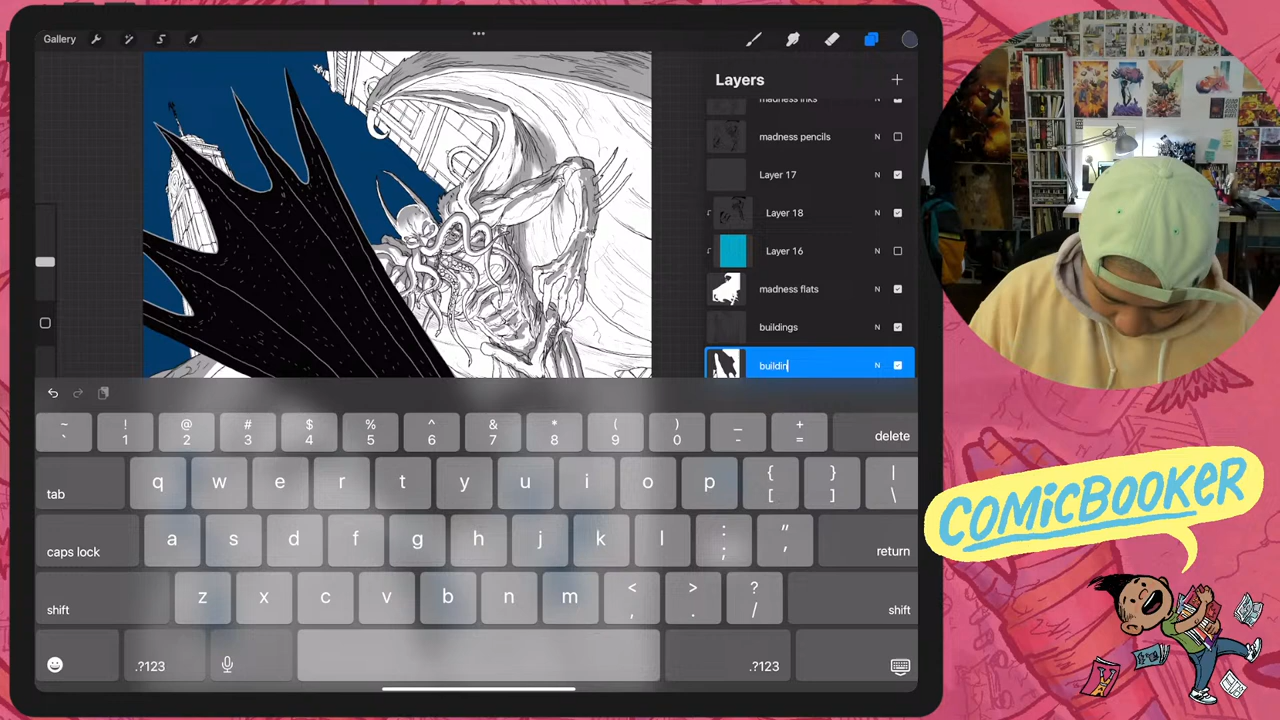 Gallery
Layers
madness inks N
madness pencils N
Layer 17 N
Layer 18 N
Layer 16 N
madness flats N
buildings N
buildin N
~ ! @ # $ % ^ & * ( ) _ +
` 1 2 3 4 5 6 7 8 9 0 - = delete
tab q w e r t y u i o p { [ } ] | \
caps lock a s d f g h j k l : ; " ' return
shift z x c v b n m < , > . ? / shift
.?123 .?123
COMICBOOKER